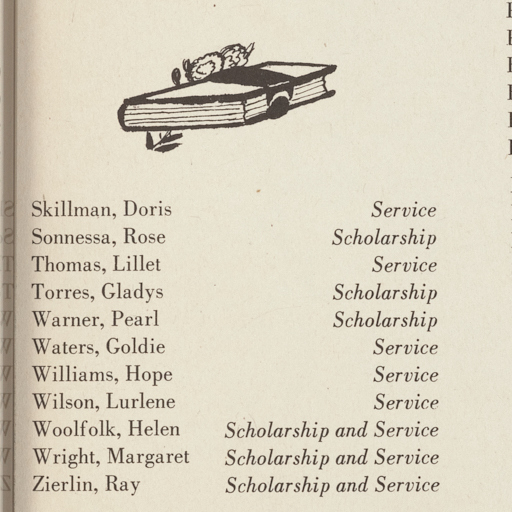 Skillman, Doris Service
Sonnessa, Rose Scholarship
Thomas, Lillet Service
Torres, Gladys Scholarship
Warner, Pearl Scholarship
Waters, Goldie Service
Williams, Hope Service
Wilson, Lurlene Service
Woolfolk, Helen Scholarship and Service
Wright, Margaret Scholarship and Service
Zierlin, Ray Scholarship and Service